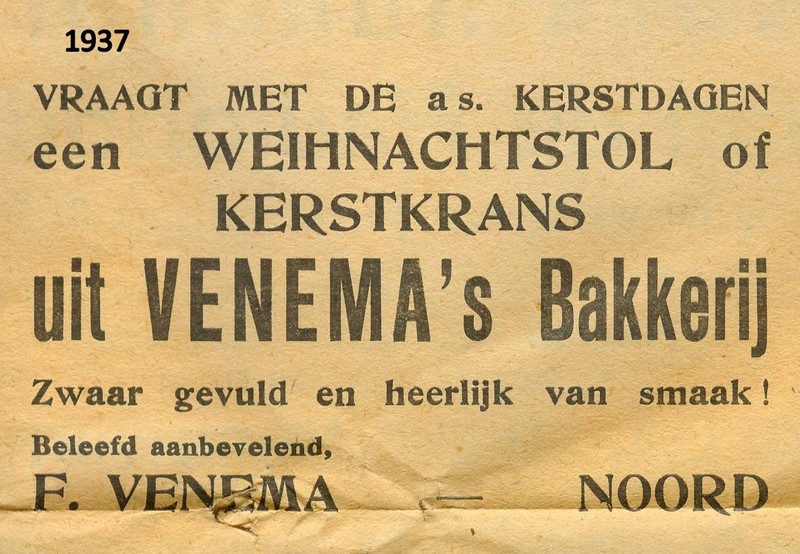 1937
VRAAGT MET DE as. KERSTDAGEN
een WEIHNACHTSTOL of
KERSTKRANS
uit VENEMA's Bakkerij
Zwaar gevuld en heerlijk van smaak!
Beleefd aanbevelend,
F. VENEMA — NOORD